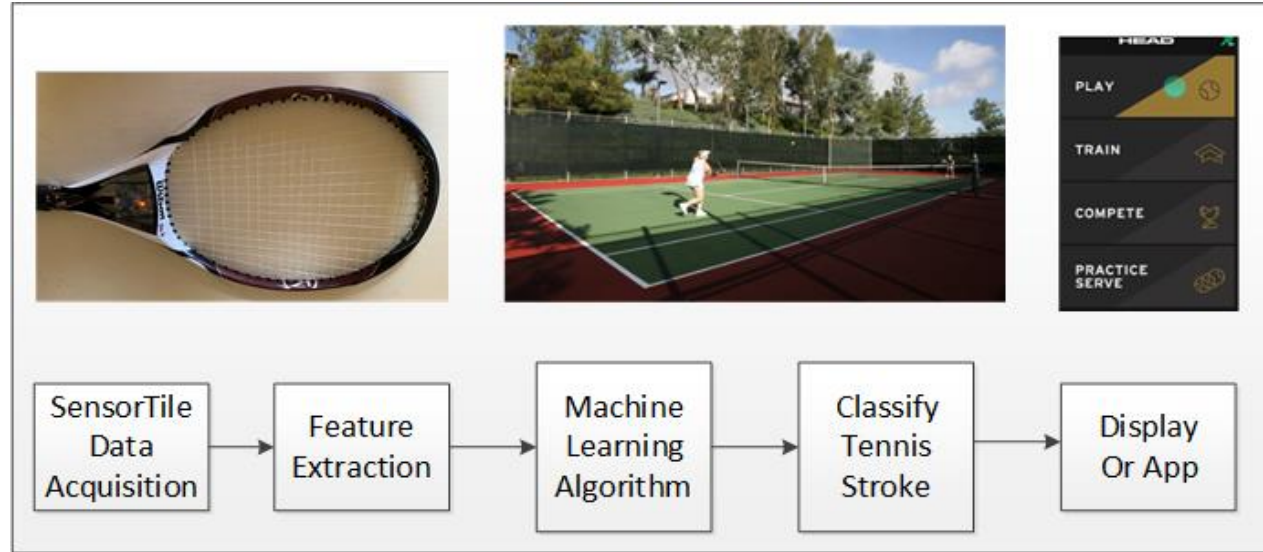 Wilson
HEAD
PLAY
TRAIN
COMPETE
PRACTICE
SERVE
SensorTile
Data
Acquisition
Feature
Extraction
Machine
Learning
Algorithm
Classify
Tennis
Stroke
Display
Or App